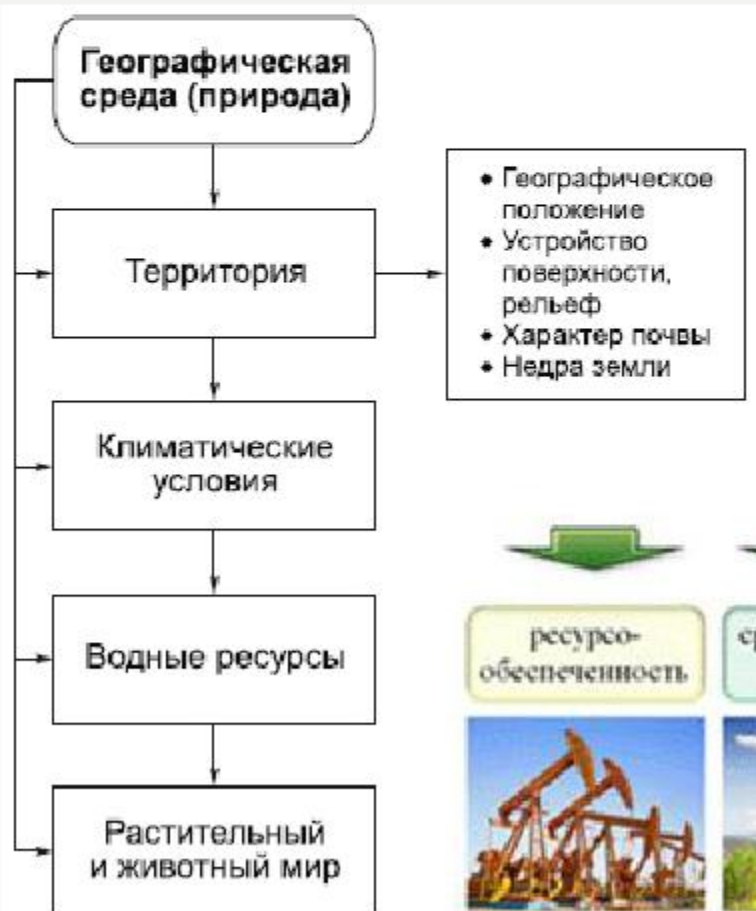 Географическая
среда (природа)
Территория
• Географическое
положение
• Устройство
поверхности,
рельеф
• Характер почвы
• Недра земли
Климатические
условия
Водные ресурсы
Растительный
и животный мир
ресурсо-
обеспеченность